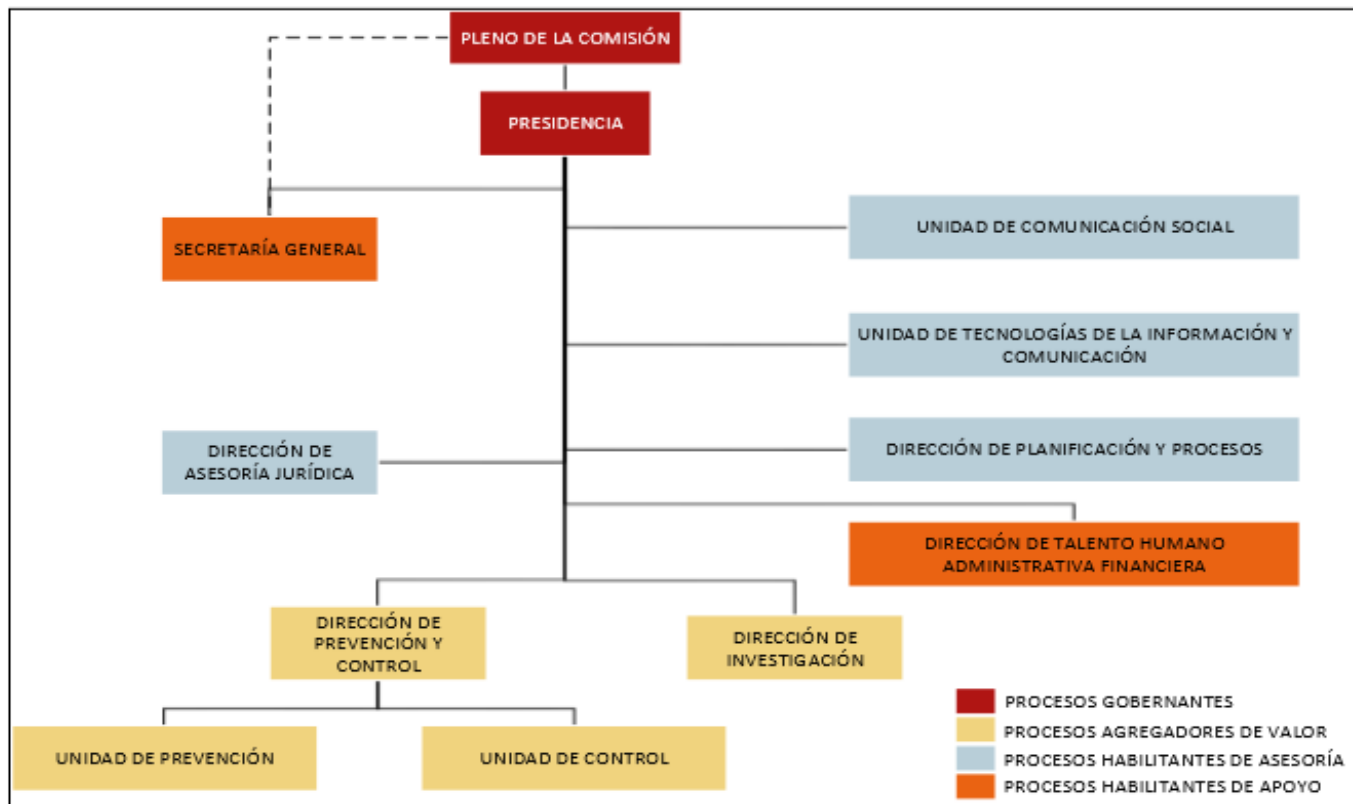 PLENO DE LA COMISIÓN
PRESIDENCIA
SECRETARÍA GENERAL
UNIDAD DE COMUNICACIÓN SOCIAL
UNIDAD DE TECNOLOGÍAS DE LA INFORMACIÓN Y
COMUNICACIÓN
DIRECCIÓN DE
ASESORÍA JURÍDICA
DIRECCIÓN DE PLANIFICACIÓN Y PROCESOS
DIRECCIÓN DE TALENTO HUMANO
ADMINISTRATIVA FINANCIERA
DIRECCIÓN DE
PREVENCIÓN Y
CONTROL
DIRECCIÓN DE
INVESTIGACIÓN
UNIDAD DE PREVENCIÓN
UNIDAD DE CONTROL
PROCESOS GOBERNANTES
PROCESOS AGREGADORES DE VALOR
PROCESOS HABILITANTES DE ASESORÍA
PROCESOS HABILITANTES DE APOYO